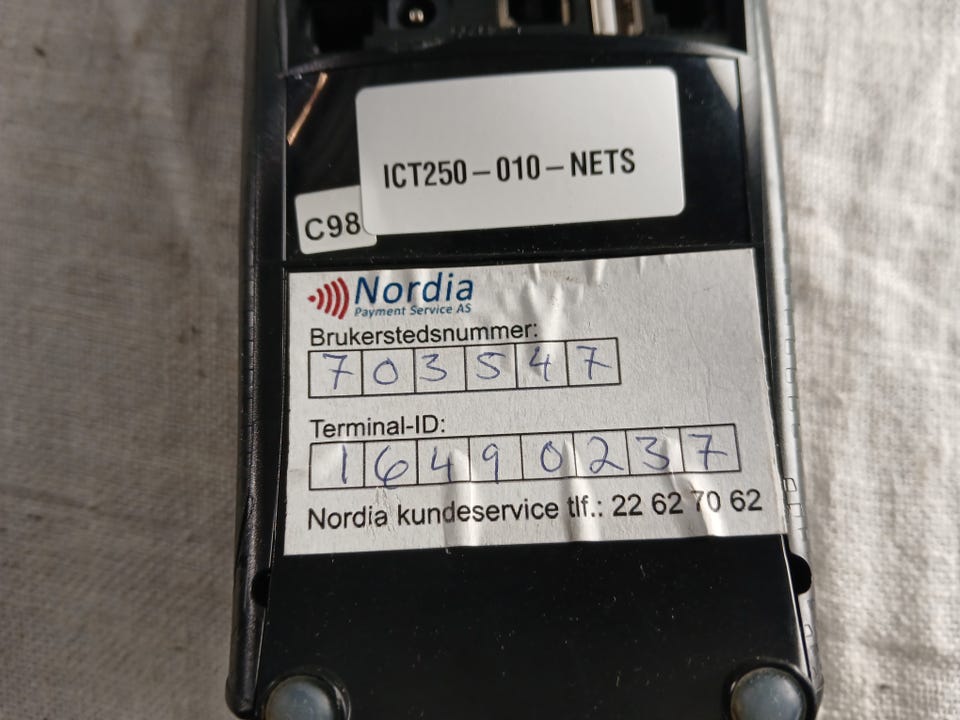 ICT250-010-NETS
C98
Nordia
Payment Service AS
Brukerstedsnummer:
703547
Terminal-ID:
16490237
Nordia kundeservice tlf.: 22 62 70 62